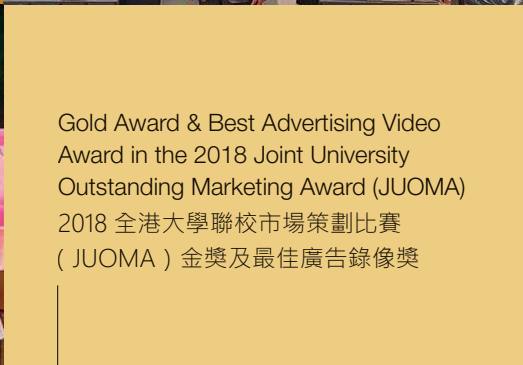 Gold Award & Best Advertising Video
Award in the 2018 Joint University
Outstanding Marketing Award (JUOMA)
2018 全港大學聯校市場策劃比賽
( JUOMA ) 金獎及最佳廣告錄像獎